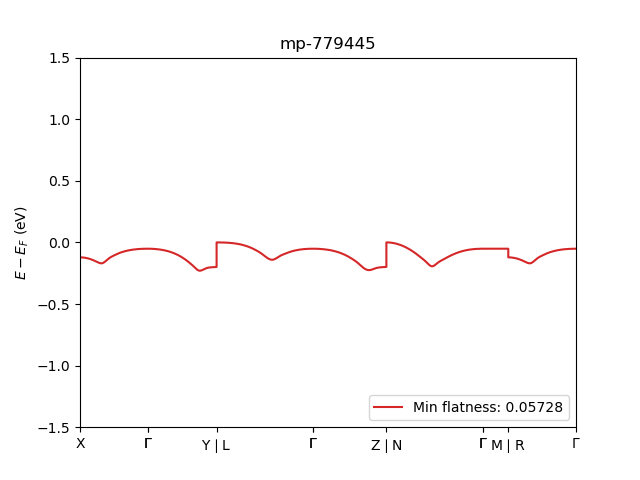 mp-779445
E − E_F (eV)
1.5
1.0
0.5
0.0
−0.5
−1.0
−1.5
Min flatness: 0.05728
X Γ Y | L Γ Z | N Γ M | R Γ